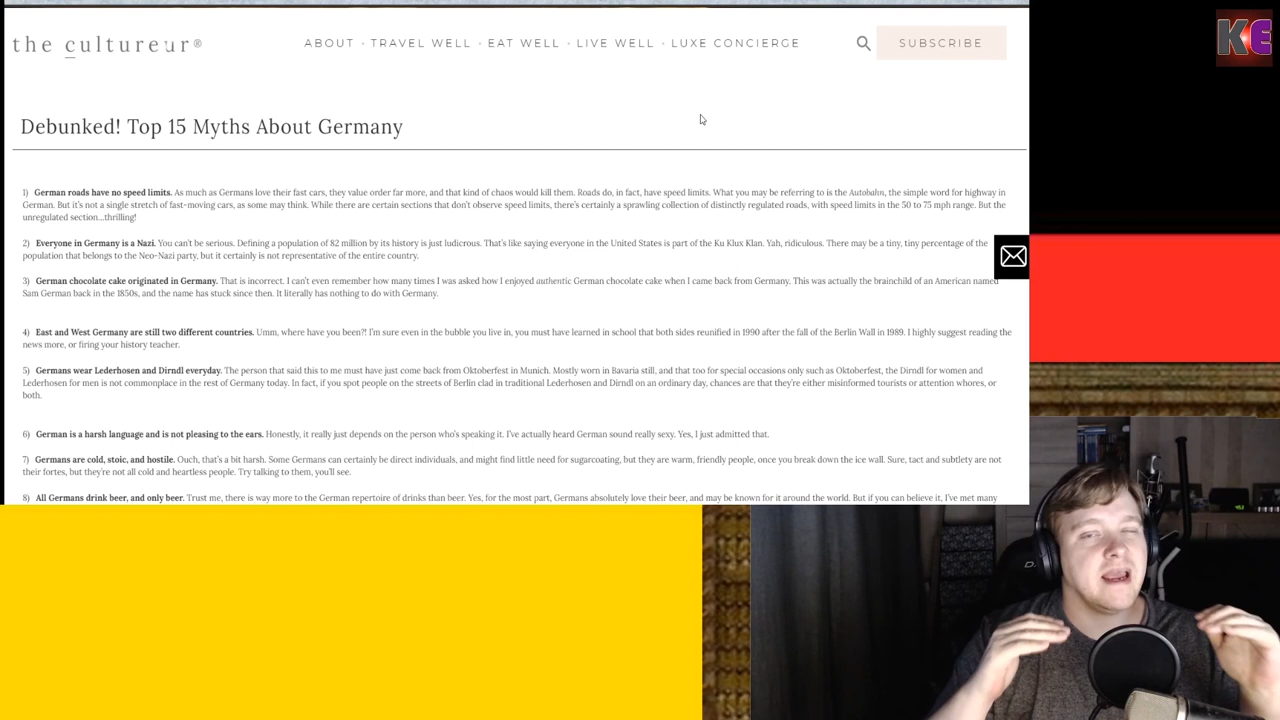 KE
the cultureur®
ABOUT • TRAVEL WELL • EAT WELL • LIVE WELL • LUXE CONCIERGE
SUBSCRIBE
Debunked! Top 15 Myths About Germany
1) German roads have no speed limits. As much as Germans love their fast cars, they value order far more, and that kind of chaos would kill them. Roads do, in fact, have speed limits. What you may be referring to is the Autobahn, the simple word for highway in
German. But it's not a single stretch of fast-moving cars, as some may think. While there are certain sections that don't observe speed limits, there's certainly a sprawling collection of distinctly regulated roads, with speed limits in the 50 to 75 mph range. But the
unregulated section...thrilling!
2) Everyone in Germany is a Nazi. You can't be serious. Defining a population of 82 million by its history is just ludicrous. That's like saying everyone in the United States is part of the Ku Klux Klan. Yah, ridiculous. There may be a tiny, tiny percentage of the
population that belongs to the Neo-Nazi party, but it certainly is not representative of the entire country.
3) German chocolate cake originated in Germany. That is incorrect. I can't even remember how many times I was asked how I enjoyed authentic German chocolate cake when I came back from Germany. This was actually the brainchild of an American named
Sam German back in the 1850s, and the name has stuck since then. It literally has nothing to do with Germany.
4) East and West Germany are still two different countries. Umm, where have you been?! I'm sure even in the bubble you live in, you must have learned in school that both sides reunified in 1990 after the fall of the Berlin Wall in 1989. I highly suggest reading the
news more, or firing your history teacher.
5) Germans wear Lederhosen and Dirndl everyday. The person that said this to me must have just come back from Oktoberfest in Munich. Mostly worn in Bavaria still, and that too for special occasions only such as Oktoberfest, the Dirndl for women and
Lederhosen for men is not commonplace in the rest of Germany today. In fact, if you spot people on the streets of Berlin clad in traditional Lederhosen and Dirndl on an ordinary day, chances are that they're either misinformed tourists or attention whores, or
both.
6) German is a harsh language and is not pleasing to the ears. Honestly, it really just depends on the person who's speaking it. I've actually heard German sound really sexy. Yes, I just admitted that.
7) Germans are cold, stoic, and hostile. Ouch, that's a bit harsh. Some Germans can certainly be direct individuals, and might find little need for sugarcoating, but they are warm, friendly people, once you break down the ice wall. Sure, tact and subtlety are not
their fortes, but they're not all cold and heartless people. Try talking to them, you'll see.
8) All Germans drink beer, and only beer. Trust me, there is way more to the German repertoire of drinks than beer. Yes, for the most part, Germans absolutely love their beer, and may be known for it around the world. But if you can believe it, I've met many